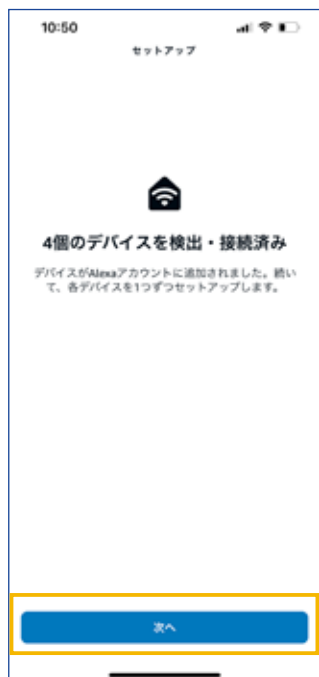 10:50
セットアップ
4個のデバイスを検出・接続済み
デバイスがAlexaアカウントに追加されました。続い
て、各デバイスを1つずつセットアップします。
次へ